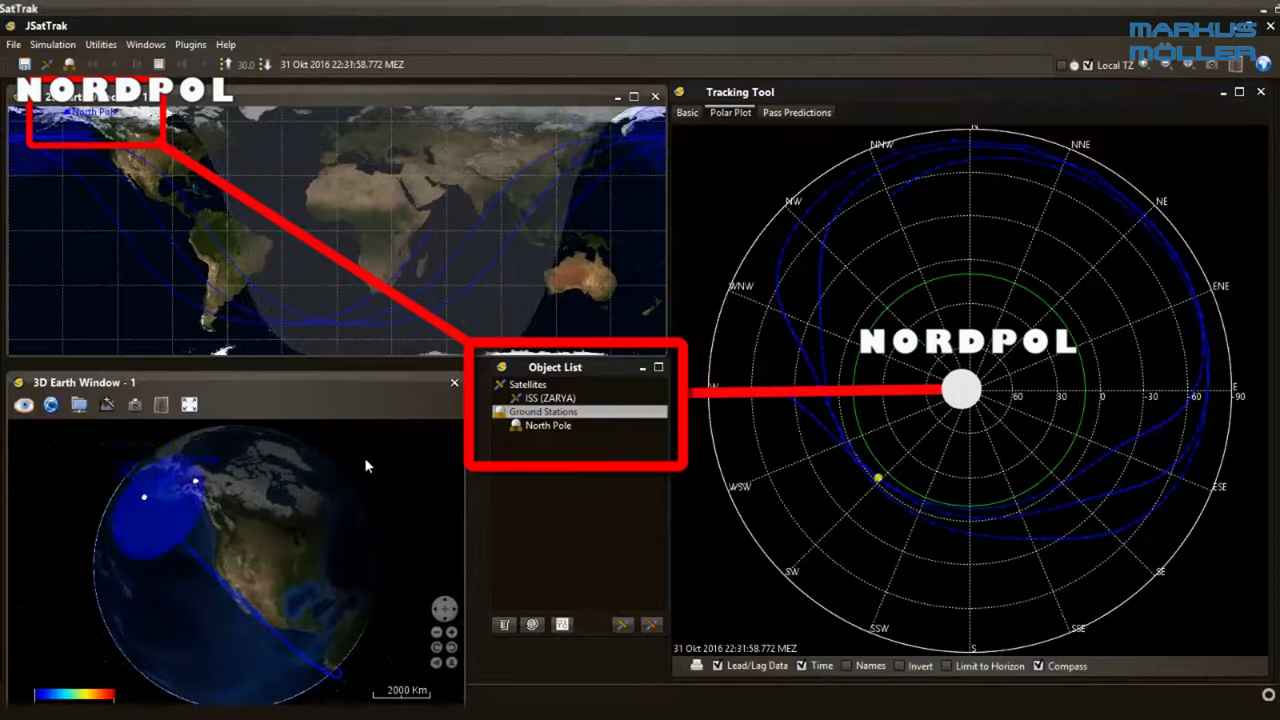 SatTrak
JSatTrak
MARKUS
MÖLLER
File Simulation Utilities Windows Plugins Help
30.0 31 Okt 2016 22:31:58.772 MEZ
Local TZ
NORDPOL
North Pole
Tracking Tool
Basic Polar Plot Pass Predictions
N
NNW NNE
NW NE
WNW ENE
NORDPOL
W E
60 30 0 -30 -60 -90
WSW ESE
SW SE
SSW SSE
S
31 Okt 2016 22:31:58.772 MEZ
Lead/Lag Data Time Names Invert Limit to Horizon Compass
Object List
Satellites
ISS (ZARYA)
Ground Stations
North Pole
3D Earth Window - 1
2000 Km